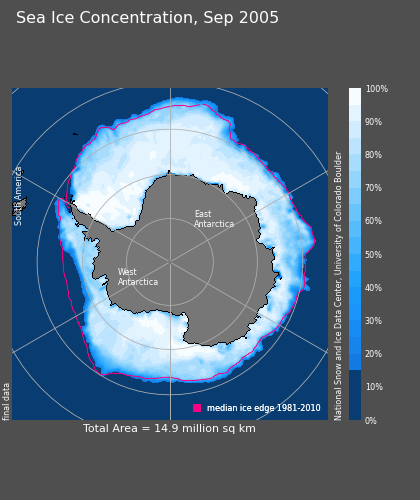 Sea Ice Concentration, Sep 2005
South America
East
Antarctica
West
Antarctica
median ice edge 1981-2010
final data
Total Area = 14.9 million sq km
National Snow and Ice Data Center, University of Colorado Boulder
100%
90%
80%
70%
60%
50%
40%
30%
20%
10%
0%